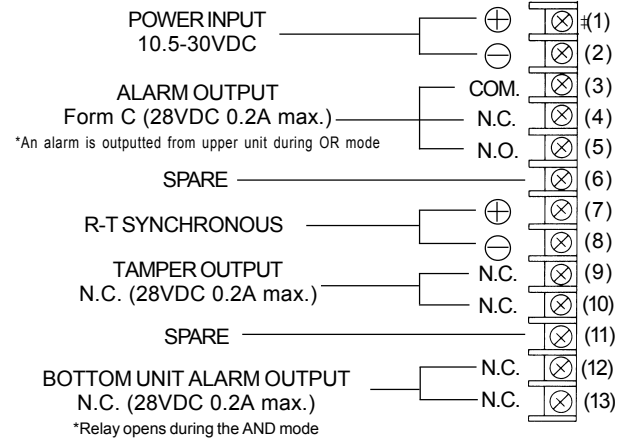 POWER INPUT
10.5-30VDC
ALARM OUTPUT
Form C (28VDC 0.2A max.)
*An alarm is outputted from upper unit during OR mode
SPARE
R-T SYNCHRONOUS
TAMPER OUTPUT
N.C. (28VDC 0.2A max.)
SPARE
BOTTOM UNIT ALARM OUTPUT
N.C. (28VDC 0.2A max.)
*Relay opens during the AND mode
⊕ (1)
⊖ (2)
COM. (3)
N.C. (4)
N.O. (5)
(6)
⊕ (7)
⊖ (8)
N.C. (9)
N.C. (10)
(11)
N.C. (12)
N.C. (13)